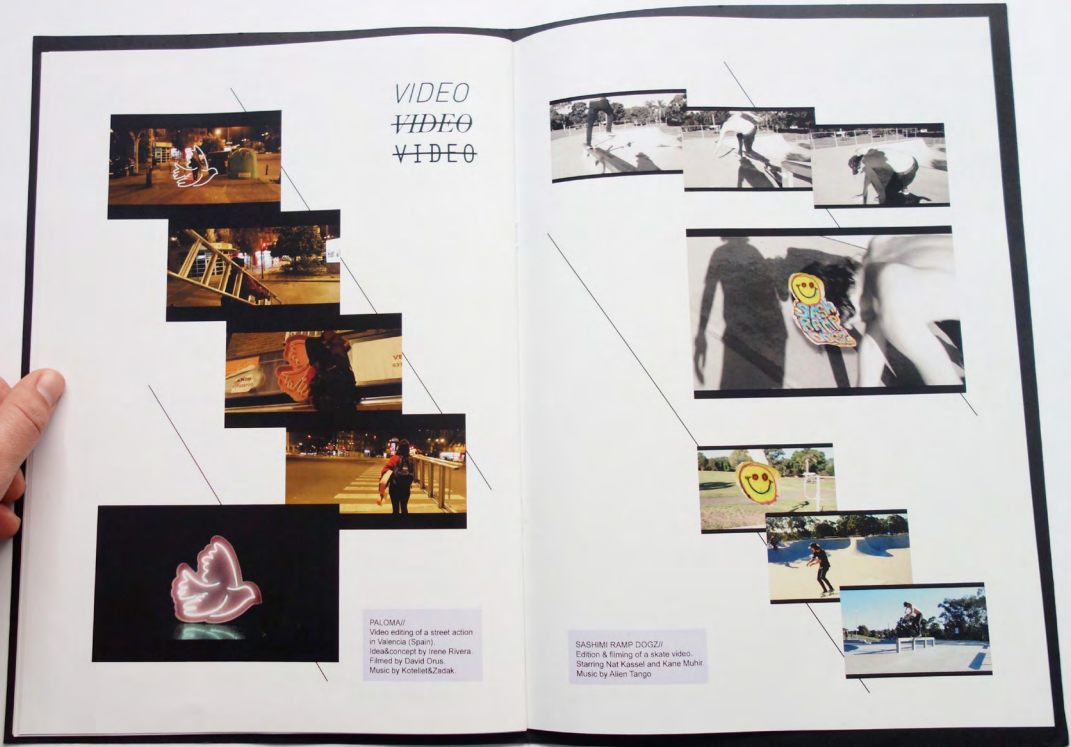 VIDEO
VIDEO
VIDEO
PALOMA//
Video editing of a street action
in Valencia (Spain).
Idea&concept by Irene Rivera.
Filmed by David Orus.
Music by Kotellet&Zadak.
SASHIMI RAMP DOGZ//
Edition & filming of a skate video.
Starring Nat Kassel and Kane Muhir.
Music by Alien Tango